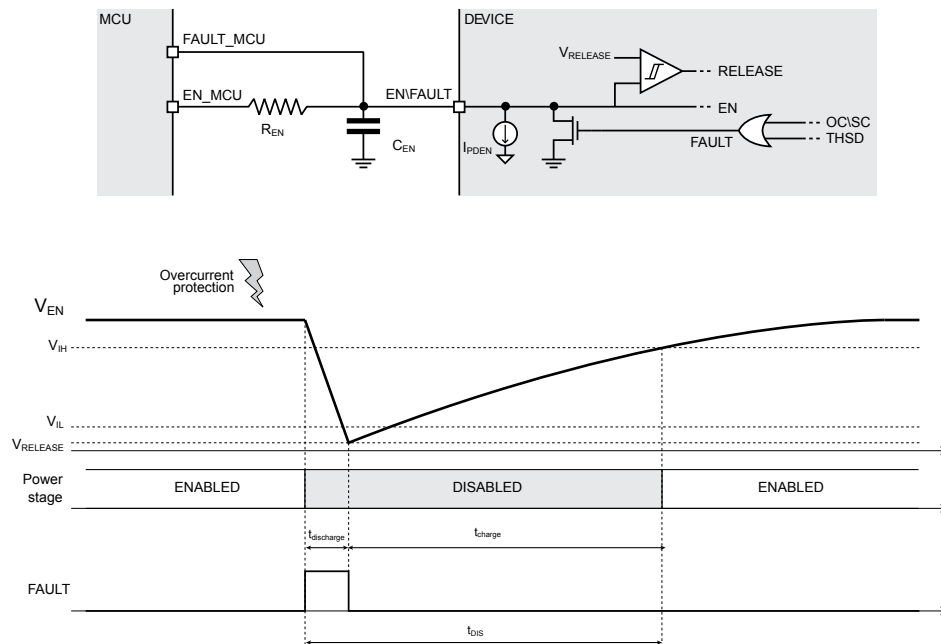 MCU
DEVICE
FAULT_MCU
VRELEASE
RELEASE
EN_MCU
EN\FAULT
EN
REN
CEN
IPDEN
FAULT
OC\SC
THSD
Overcurrent
protection
VEN
VIH
VIL
VRELEASE
Power
stage
ENABLED
DISABLED
ENABLED
tdischarge
tcharge
FAULT
tDIS